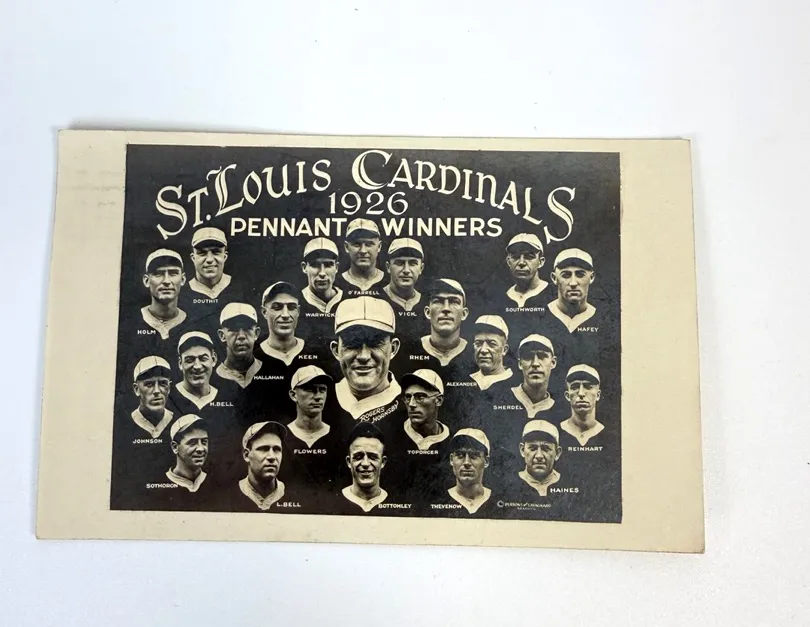 ST. LOUIS CARDINALS
1926
PENNANT WINNERS
HOLM
DOUTHIT
WARWICK
O'FARRELL
VICK
SOUTHWORTH
HAFEY
KEEN
RHEM
HALLAHAN
ALEXANDER
H.BELL
ROGERS
HORNSBY
SHERDEL
JOHNSON
FLOWERS
TOPORCER
REINHART
SOTHORON
L.BELL
BOTTOMLEY
THEVENOW
HAINES